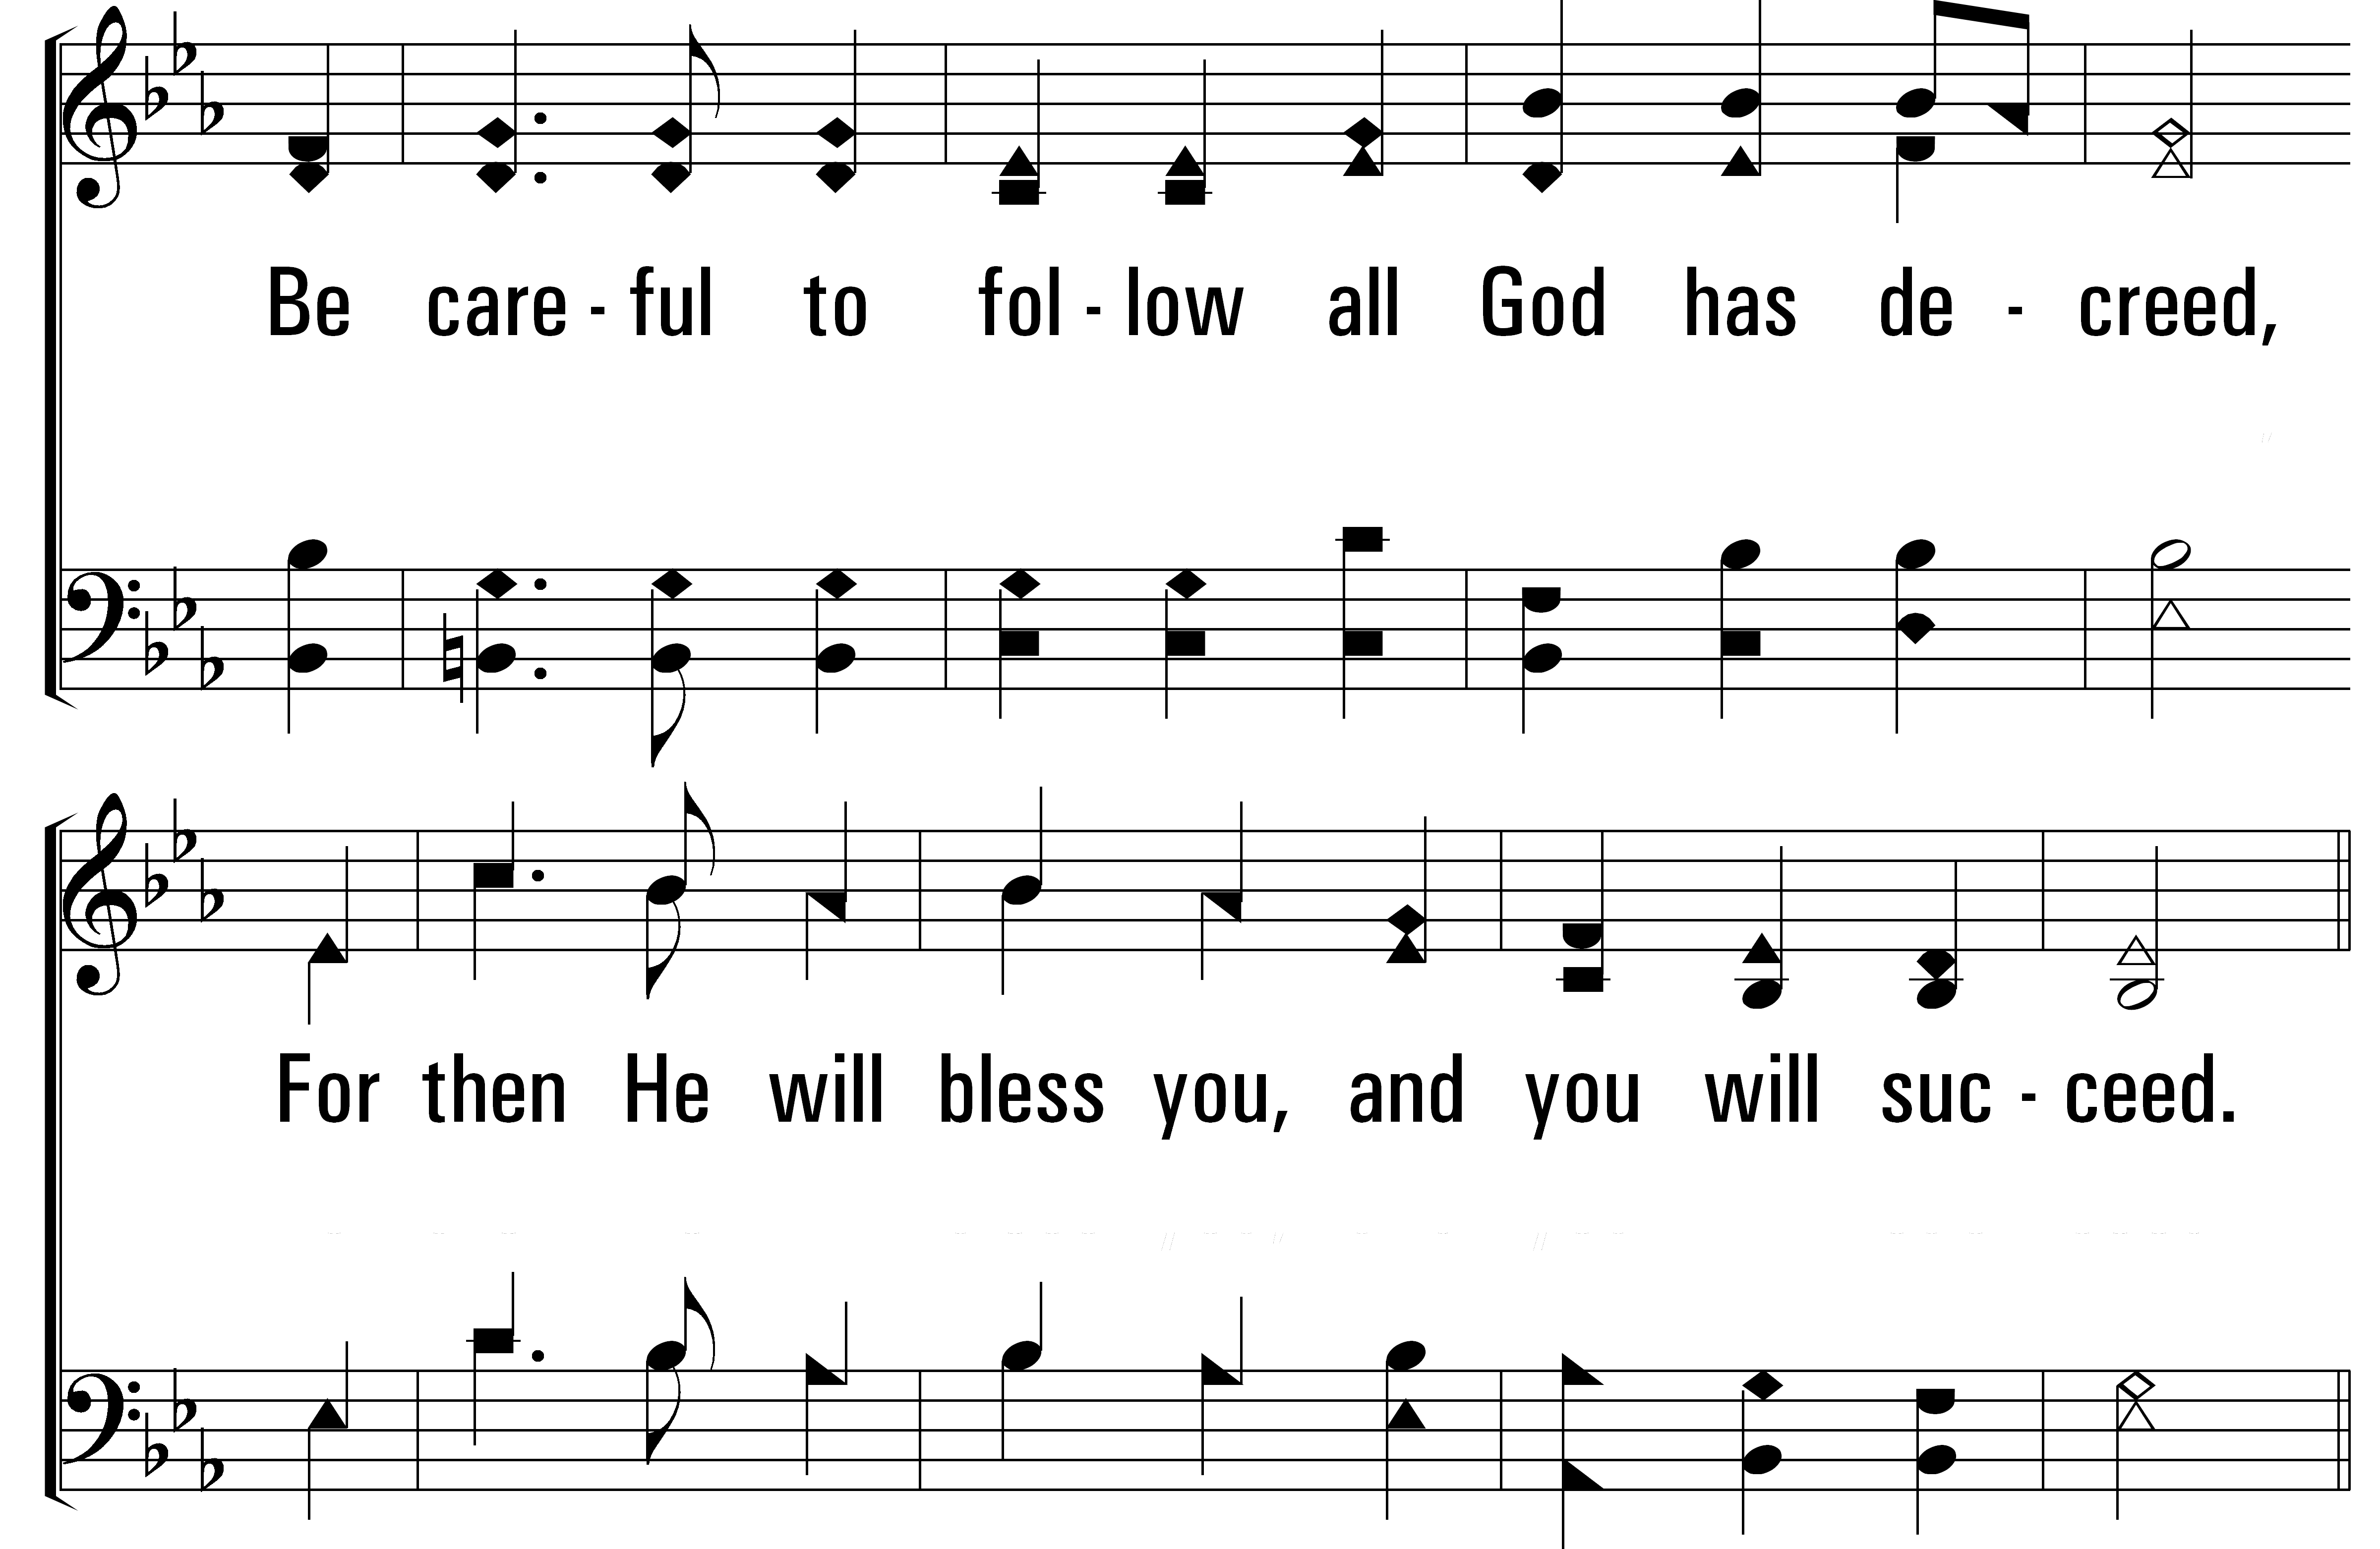 Be care - ful to fol - low all God has de - creed,
For then He will bless you, and you will suc - ceed.